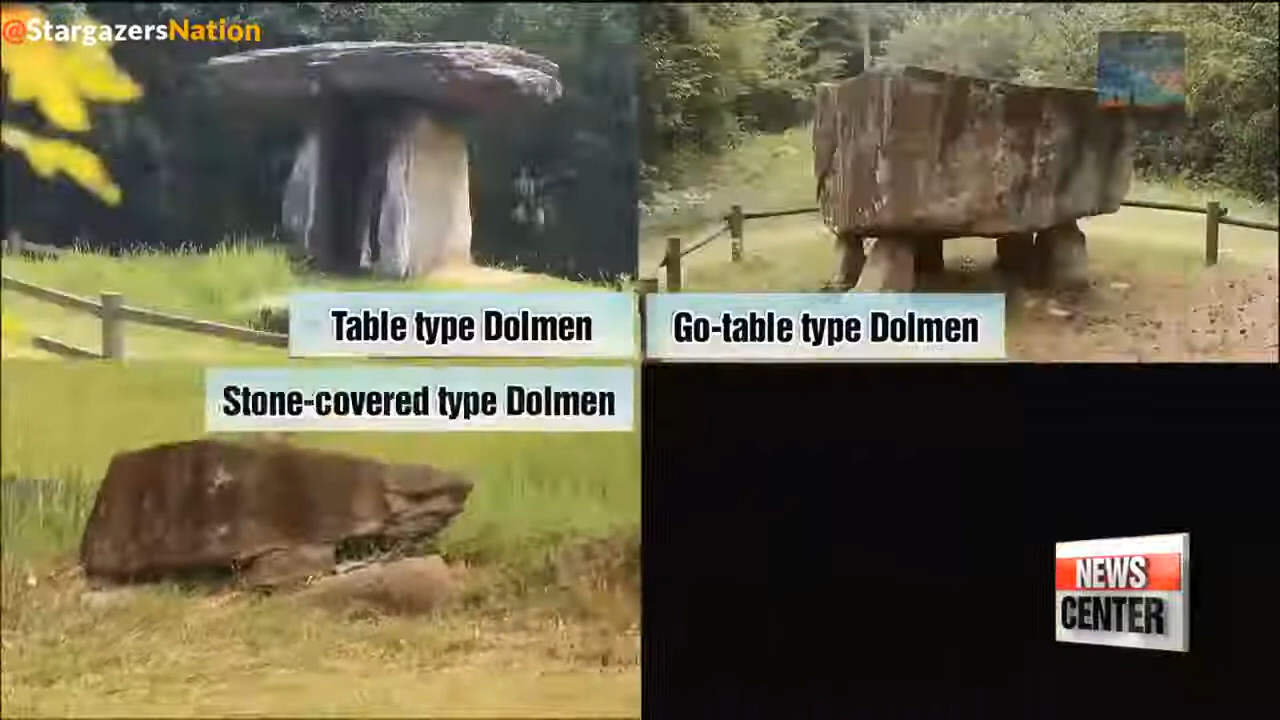 @StargazersNation
Table type Dolmen
Go-table type Dolmen
Stone-covered type Dolmen
NEWS
CENTER